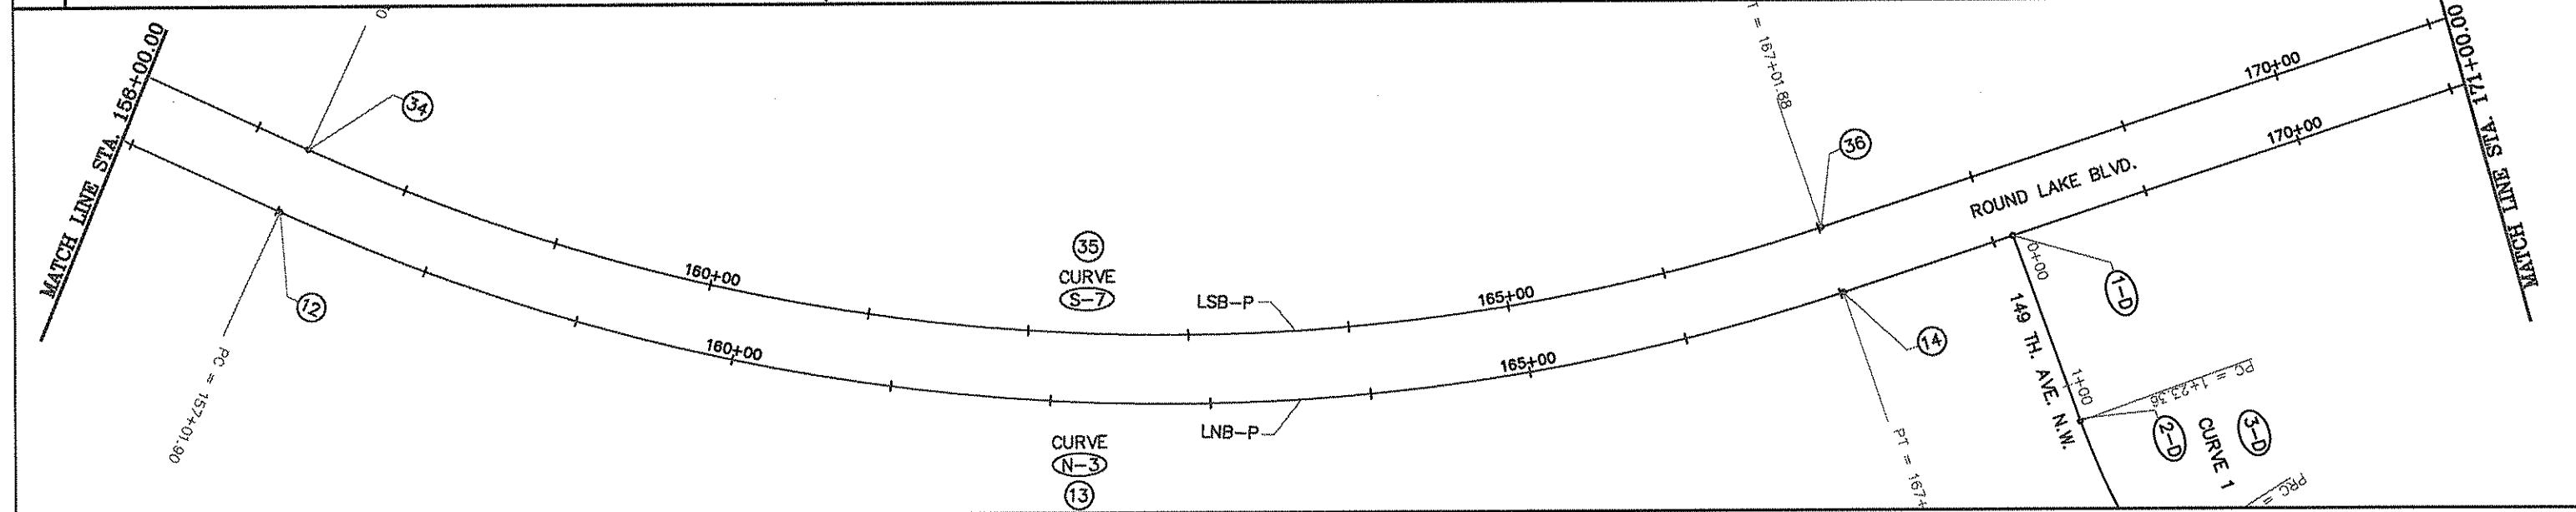 MATCH LINE STA. 158+00.00
34
12
PC = 157+01.90
160+00
160+00
35
CURVE
S-7
LSB-P
LNB-P
CURVE
N-3
13
165+00
165+00
T = 167+01.88
36
14
PT = 167+
ROUND LAKE BLVD.
170+00
170+00
MATCH LINE STA. 171+00.00
0+00
1-D
149 TH. AVE. N.W.
1+00
PC = 1+23.36
2-D
CURVE 1
3-D
PRC =